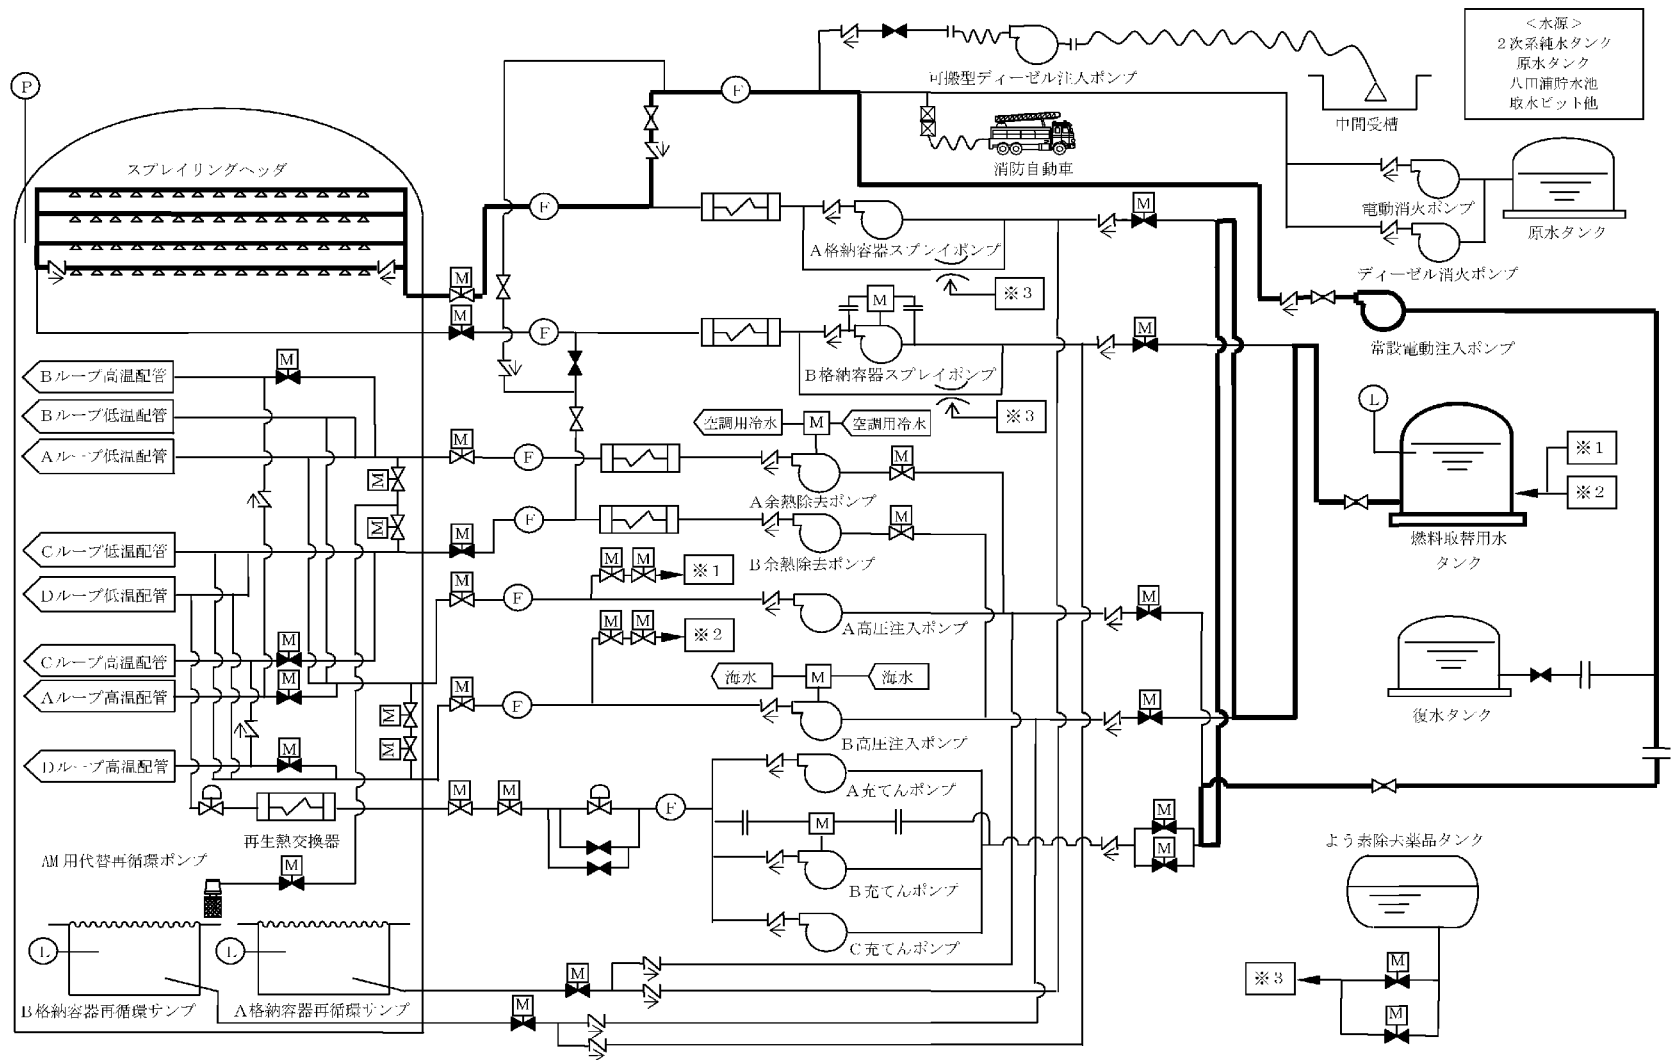 ＜水源＞
２次系純水タンク
原水タンク
八田浦貯水池
取水ピット他
P
F
可搬型ディーゼル注入ポンプ
中間受槽
消防自動車
スプレイリングヘッダ
F
M
電動消火ポンプ
原水タンク
A格納容器スプレイポンプ
ディーゼル消火ポンプ
M
※３
M
M
F
M
常設電動注入ポンプ
M
Bループ高温配管
B格納容器スプレイポンプ
L
Bループ低温配管
空調用冷水
M
空調用冷水
※３
Aループ低温配管
M
M
F
M
※１
※２
A余熱除去ポンプ
M
F
M
Cループ低温配管
M
燃料取替用水
タンク
M
M
※１
B余熱除去ポンプ
Dループ低温配管
M
F
M
A高圧注入ポンプ
M
M
※２
Cループ高温配管
M
Aループ高温配管
M
M
F
海水
M
海水
M
復水タンク
M
M
B高圧注入ポンプ
Dループ高温配管
M
A充てんポンプ
M
M
F
M
M
再生熱交換器
M
よう素除去薬品タンク
AM用代替再循環ポンプ
M
B充てんポンプ
L
L
C充てんポンプ
M
M
※３
B格納容器再循環サンプ
A格納容器再循環サンプ
M
M